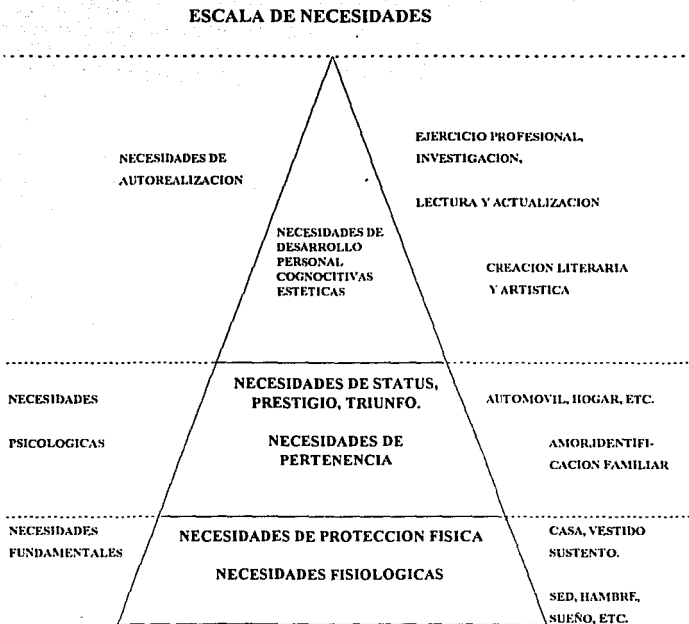 ESCALA DE NECESIDADES
NECESIDADES DE
AUTOREALIZACION
NECESIDADES DE
DESARROLLO
PERSONAL
COGNOCITIVAS
ESTETICAS
EJERCICIO PROFESIONAL,
INVESTIGACION,
LECTURA Y ACTUALIZACION
CREACION LITERARIA
Y ARTISTICA
NECESIDADES
PSICOLOGICAS
NECESIDADES DE STATUS,
PRESTIGIO, TRIUNFO.
NECESIDADES DE
PERTENENCIA
AUTOMOVIL, HOGAR, ETC.
AMOR,IDENTIFI-
CACION FAMILIAR
NECESIDADES
FUNDAMENTALES
NECESIDADES DE PROTECCION FISICA
NECESIDADES FISIOLOGICAS
CASA, VESTIDO
SUSTENTO.
SED, HAMBRE,
SUEÑO, ETC.